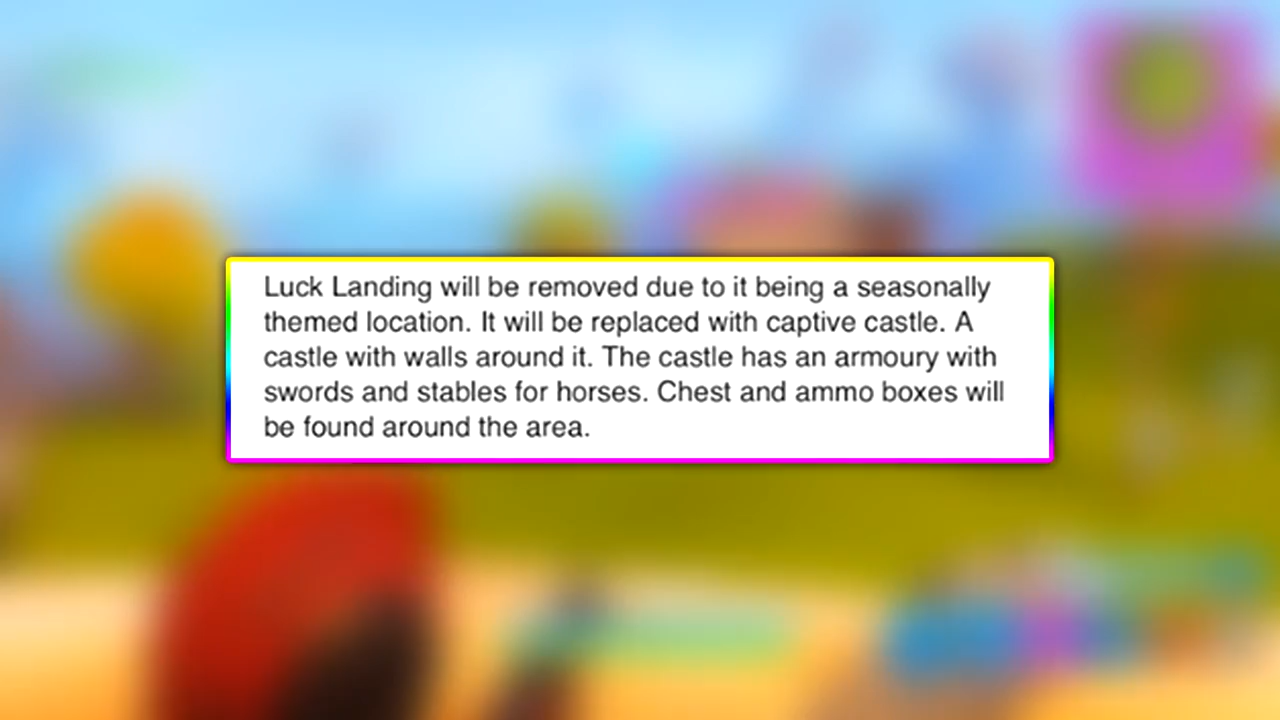 Luck Landing will be removed due to it being a seasonally
themed location. It will be replaced with captive castle. A
castle with walls around it. The castle has an armoury with
swords and stables for horses. Chest and ammo boxes will
be found around the area.